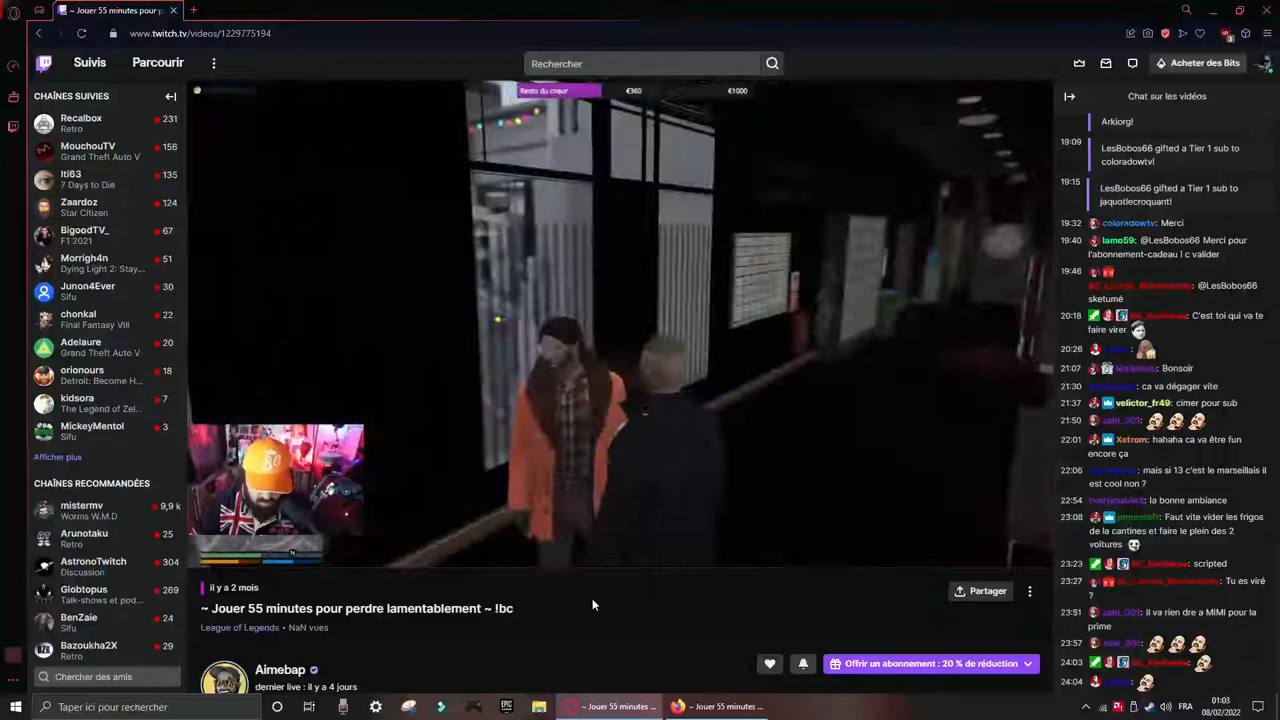 ~ Jouer 55 minutes pour p
www.twitch.tv/videos/1229775194
Suivis
Parcourir
Rechercher
Acheter des Bits
CHAÎNES SUIVIES
Recalbox
231
Retro
MouchouTV
156
Grand Theft Auto V
Iti63
135
7 Days to Die
Zaardoz
124
Star Citizen
BigoodTV_
67
F1 2021
Morrigh4n
51
Dying Light 2: Stay...
Junon4Ever
30
Sifu
chonkal
22
Final Fantasy VIII
Adelaure
20
Grand Theft Auto V
orionours
18
Detroit: Become H...
kidsora
7
The Legend of Zel...
MickeyMentol
3
Sifu
Afficher plus
CHAÎNES RECOMMANDÉES
mistermv
9,9 k
Worms W.M.D
Arunotaku
25
Retro
AstronoTwitch
304
Discussion
Globtopus
198
Talk-shows et pod...
BenZaie
24
Sifu
Bazoukha2X
29
Retro
Chercher des amis
Resto du cœur
€360
€1000
il y a 2 mois
~ Jouer 55 minutes pour perdre lamentablement ~ !bc
League of Legends • NaN vues
Partager
Aimebap
dernier live : il y a 4 jours
Offrir un abonnement : 20 % de réduction
Chat sur les vidéos
Arkiorg!
19:09
LesBobos66 gifted a Tier 1 sub to
coloradowtv!
19:15
LesBobos66 gifted a Tier 1 sub to
jaquotlecroquant!
19:32 coloradowtv: Merci
19:40 lamo59: @LesBobos66 Merci pour
l'abonnement-cadeau ! c valider
19:46
@LesBobos66
sketumé
20:18 C'est toi qui va te
faire virer
20:26
21:07 Bonsoir
21:30 ca va dégager vite
21:37 velictor_fr49: cimer pour sub
21:50
22:01 Xetrom: hahaha ca va être fun
encore ça
22:06 mais si 13 c'est le marseillais il
est cool non ?
22:54 la bonne ambiance
23:08 Faut vite vider les frigos
de la cantines et faire le plein des 2
voitures
23:23 scripted
23:27 Tu es viré
?
23:51 Il va rien dre a MIMI pour la
prime
23:57
24:03
24:04
Taper ici pour rechercher
~ Jouer 55 minutes ...
~ Jouer 55 minutes ...
FRA
01:03
08/02/2022